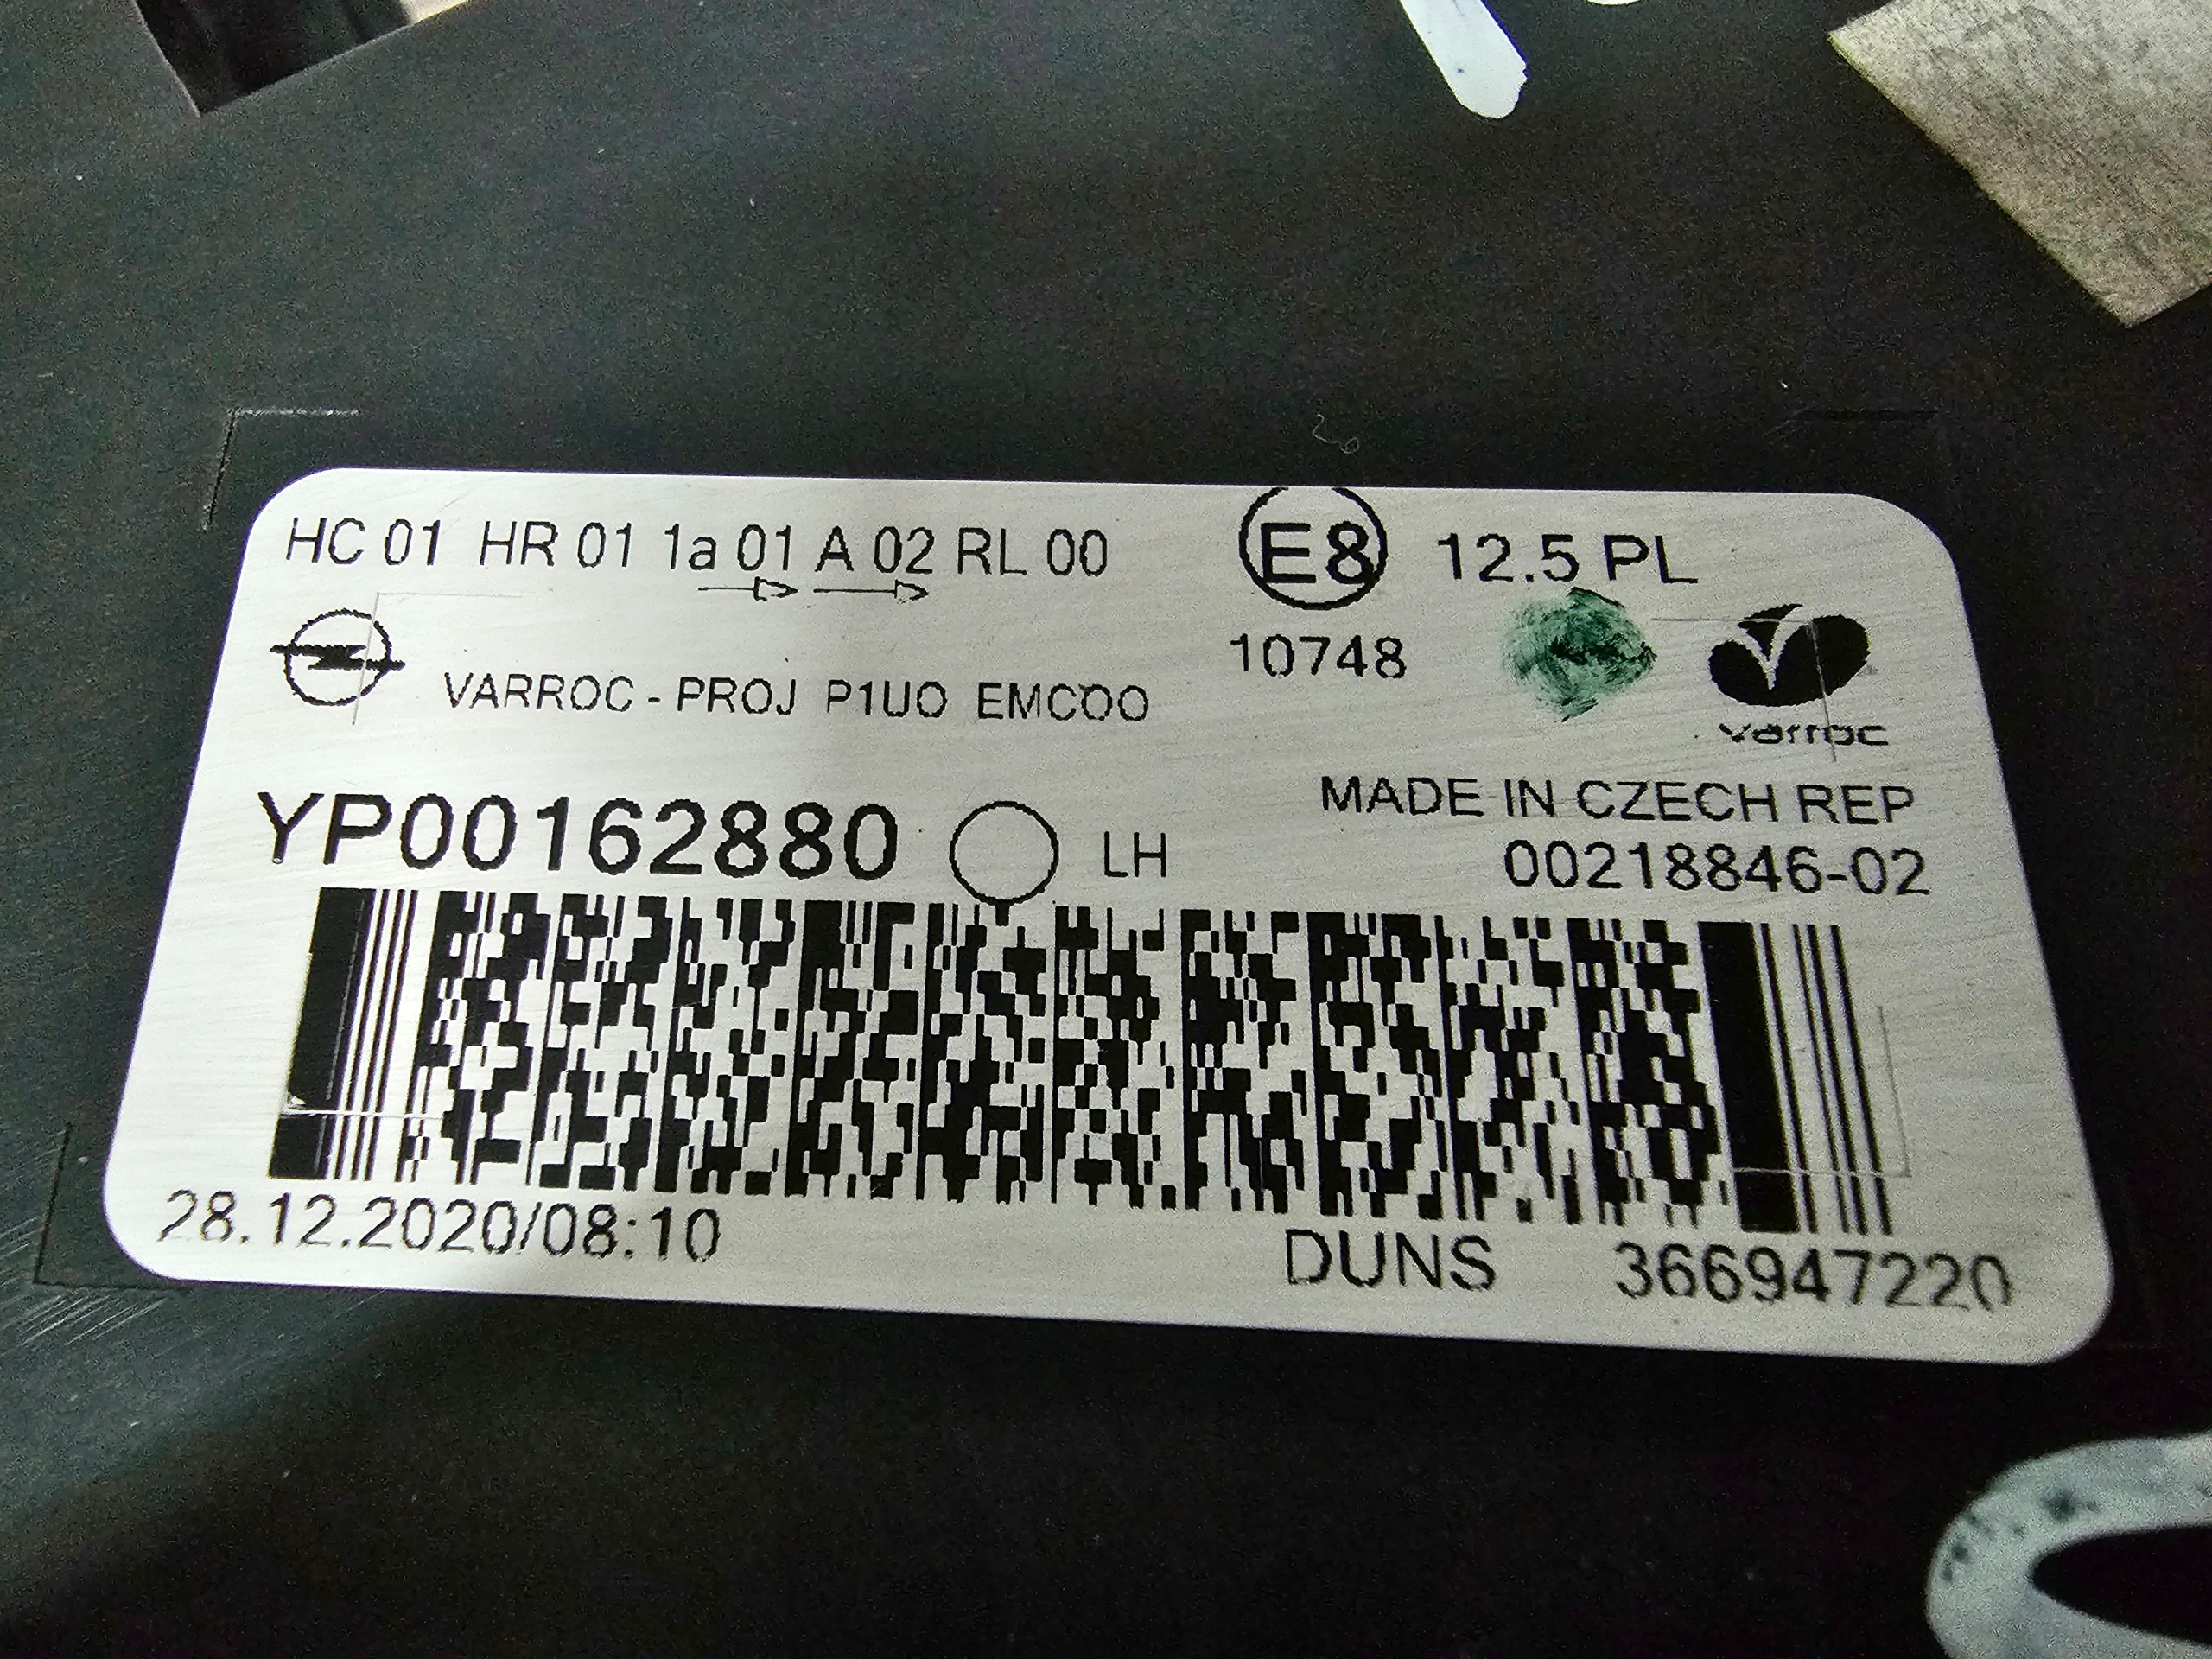 HC 01 HR 01 1a 01 A 02 RL 00
E8 12.5 PL
10748
VARROC - PROJ P1UO EMCOO
varroc
MADE IN CZECH REP
YP00162880 LH
00218846-02
28.12.2020/08:10
DUNS 366947220